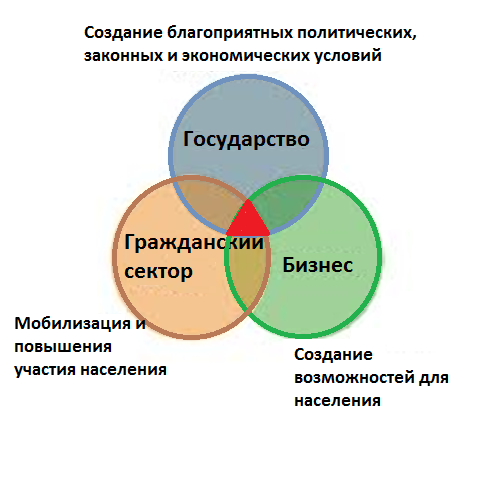 Создание благоприятных политических,
законных и экономических условий
Государство
Гражданский
сектор
Бизнес
Мобилизация и
повышения
участия населения
Создание
возможностей для
населения